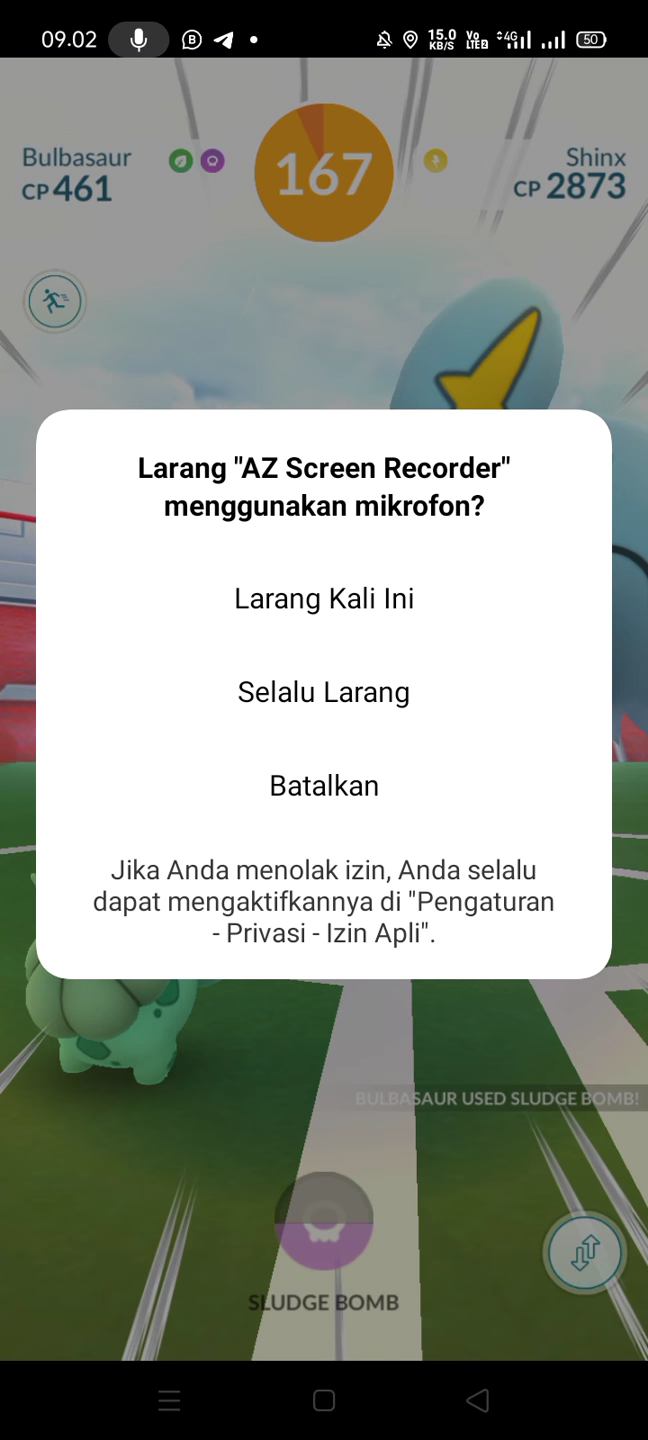 09.02
B
15.0
KB/S
Vo
LTE2
4G
50
Bulbasaur
CP 461
167
Shinx
CP 2873
Larang "AZ Screen Recorder"
menggunakan mikrofon?
Larang Kali Ini
Selalu Larang
Batalkan
Jika Anda menolak izin, Anda selalu
dapat mengaktifkannya di "Pengaturan
- Privasi - Izin Apli".
BULBASAUR USED SLUDGE BOMB!
SLUDGE BOMB